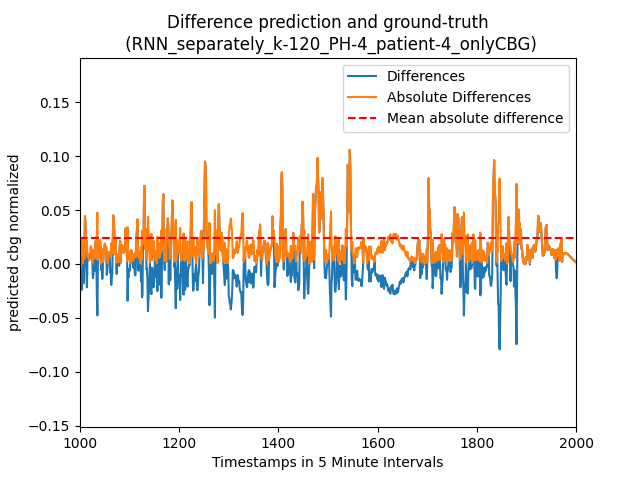 Difference prediction and ground-truth
(RNN_separately_k-120_PH-4_patient-4_onlyCBG)
Differences
Absolute Differences
Mean absolute difference
predicted cbg normalized
0.15
0.10
0.05
0.00
−0.05
−0.10
−0.15
1000
1200
1400
1600
1800
2000
Timestamps in 5 Minute Intervals